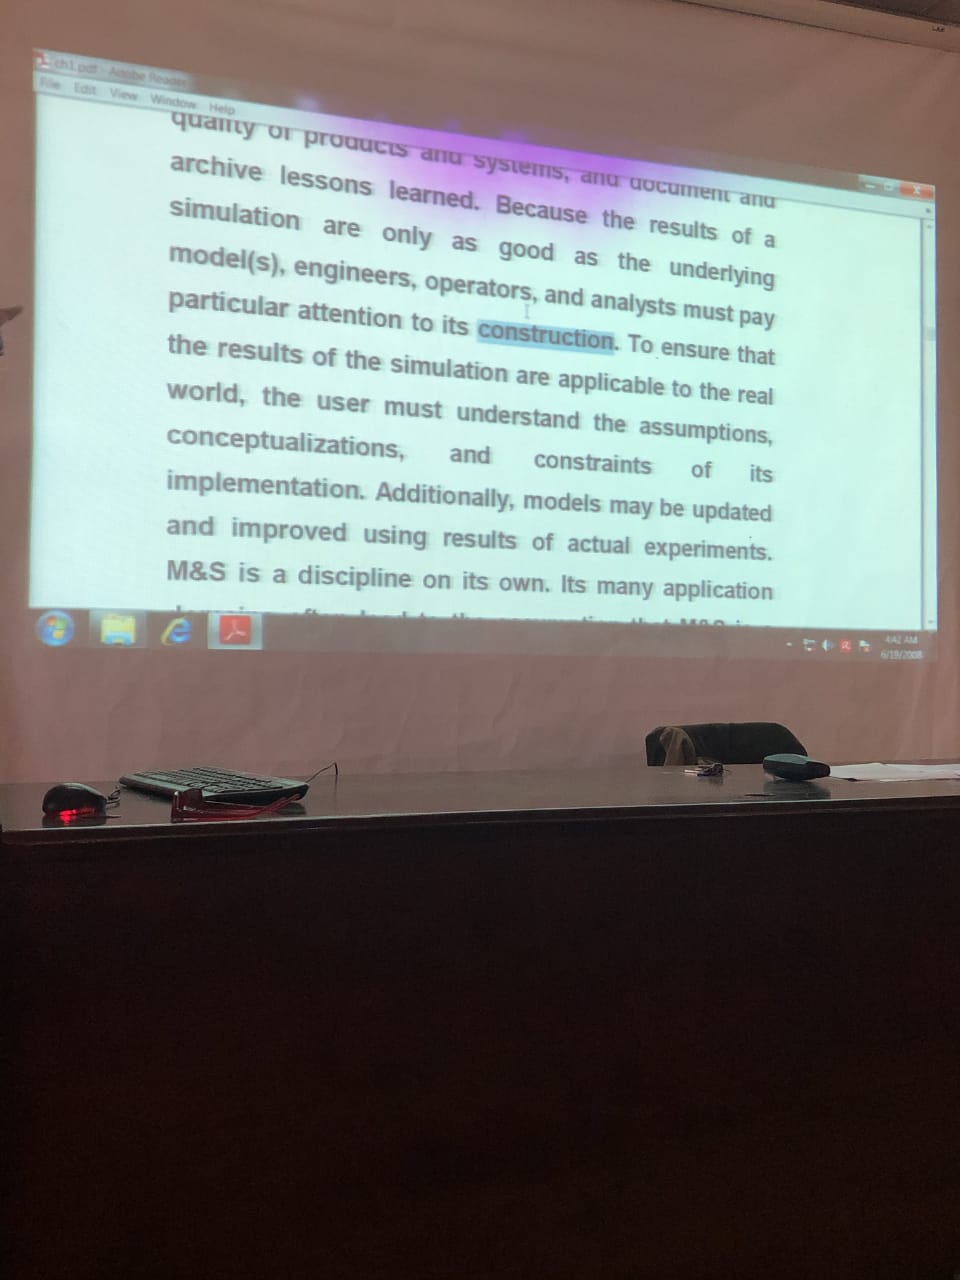 ch1.pdf - Adobe Reader
File Edit View Window Help
quality of products and systems, and document and
archive lessons learned. Because the results of a
simulation are only as good as the underlying
model(s), engineers, operators, and analysts must pay
particular attention to its construction. To ensure that
the results of the simulation are applicable to the real
world, the user must understand the assumptions,
conceptualizations, and constraints of its
implementation. Additionally, models may be updated
and improved using results of actual experiments.
M&S is a discipline on its own. Its many application
4:42 AM
6/19/2008